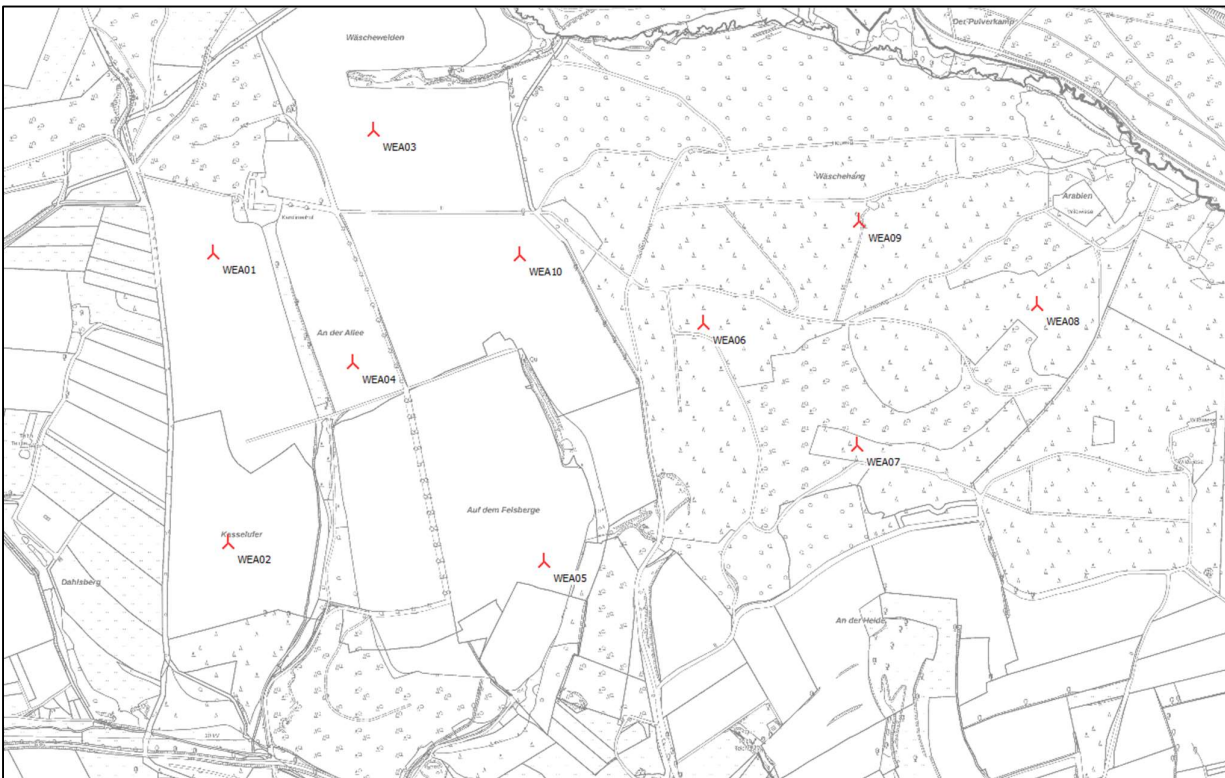 Der Pulverkamp
Wäschewelden
WEA03
Wäschehang
Arabien
WEA09
WEA01
WEA10
WEA08
An der Allee
WEA06
WEA04
WEA07
Auf dem Felsberge
Kasselufer
WEA02
WEA05
Dahlsberg
An der Heide